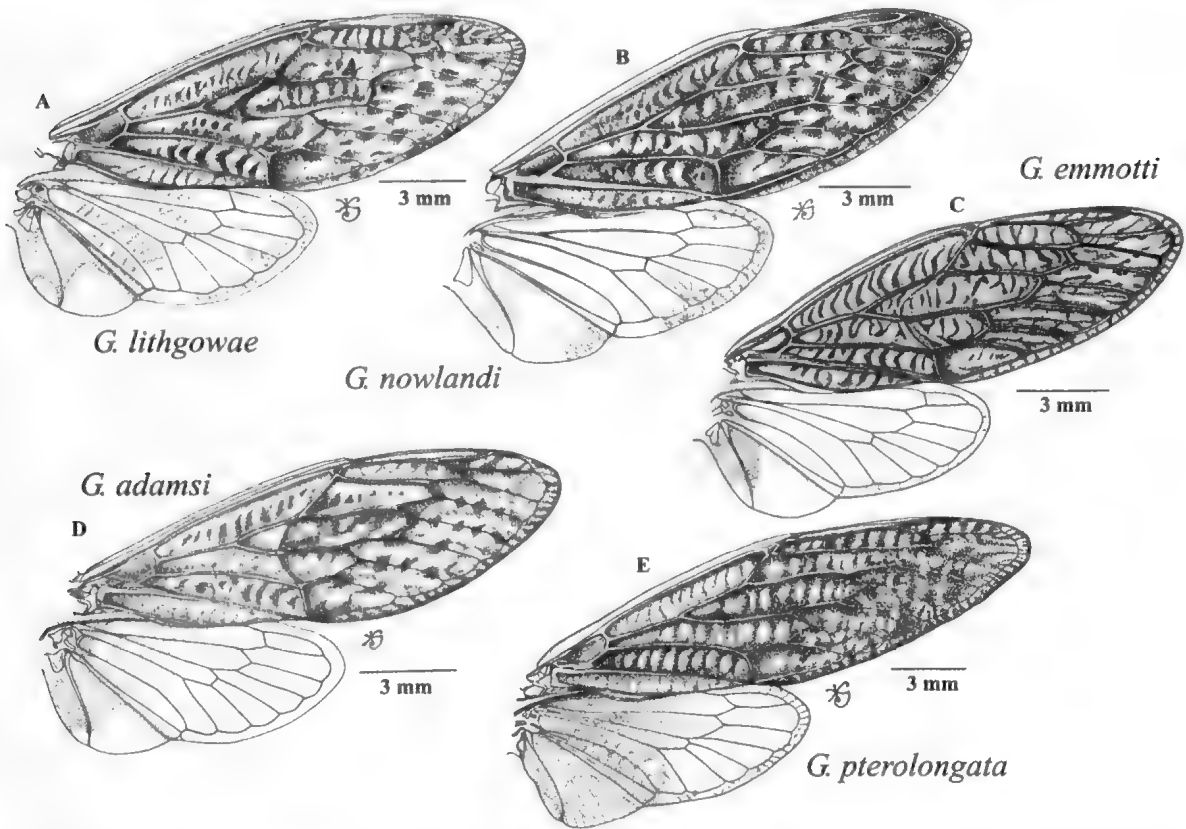 A
3 mm
G. lithgowae
B
3 mm
G. nowlandi
G. emmotti
C
3 mm
G. adamsi
D
3 mm
E
3 mm
G. pterolongata